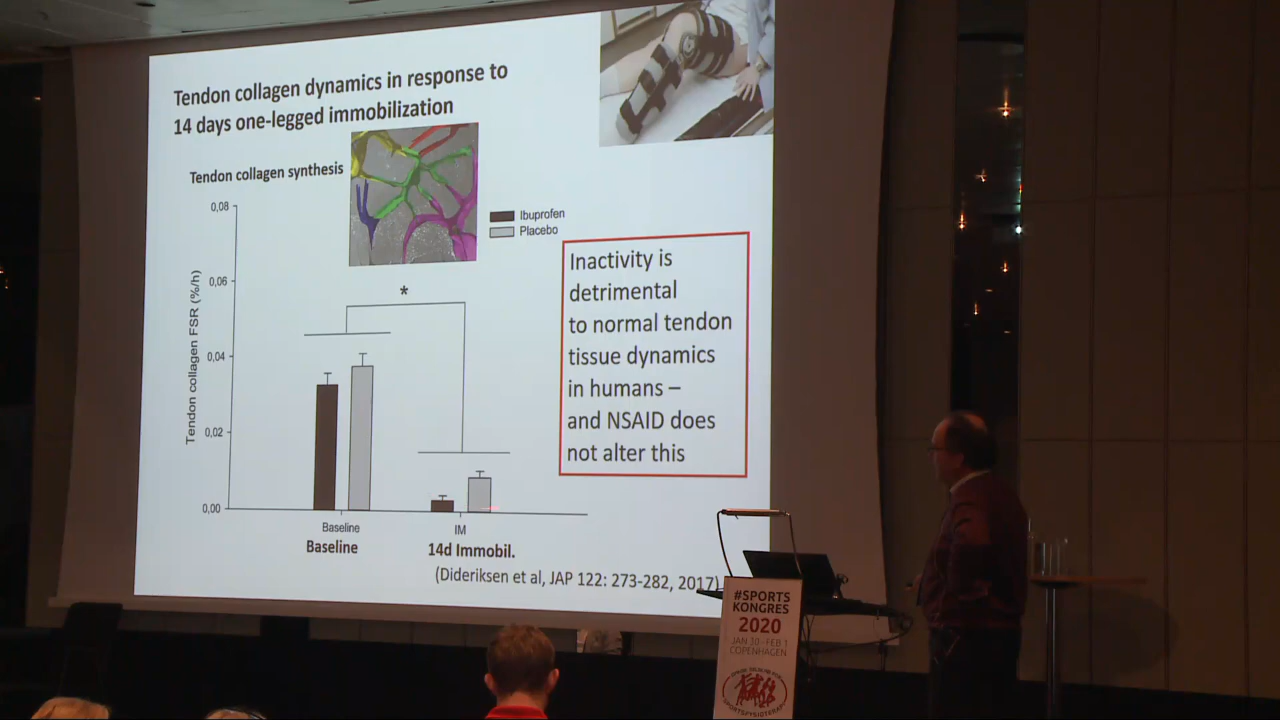 Tendon collagen dynamics in response to
14 days one-legged immobilization
Tendon collagen synthesis
Ibuprofen
Placebo
Tendon collagen FSR (%/h)
0,08
0,06
0,04
0,02
0,00
*
Baseline
IM
Baseline
14d Immobil.
Inactivity is
detrimental
to normal tendon
tissue dynamics
in humans –
and NSAID does
not alter this
(Dideriksen et al, JAP 122: 273-282, 2017)
#SPORTS
KONGRES
2020
JAN 30 - FEB 1
COPENHAGEN